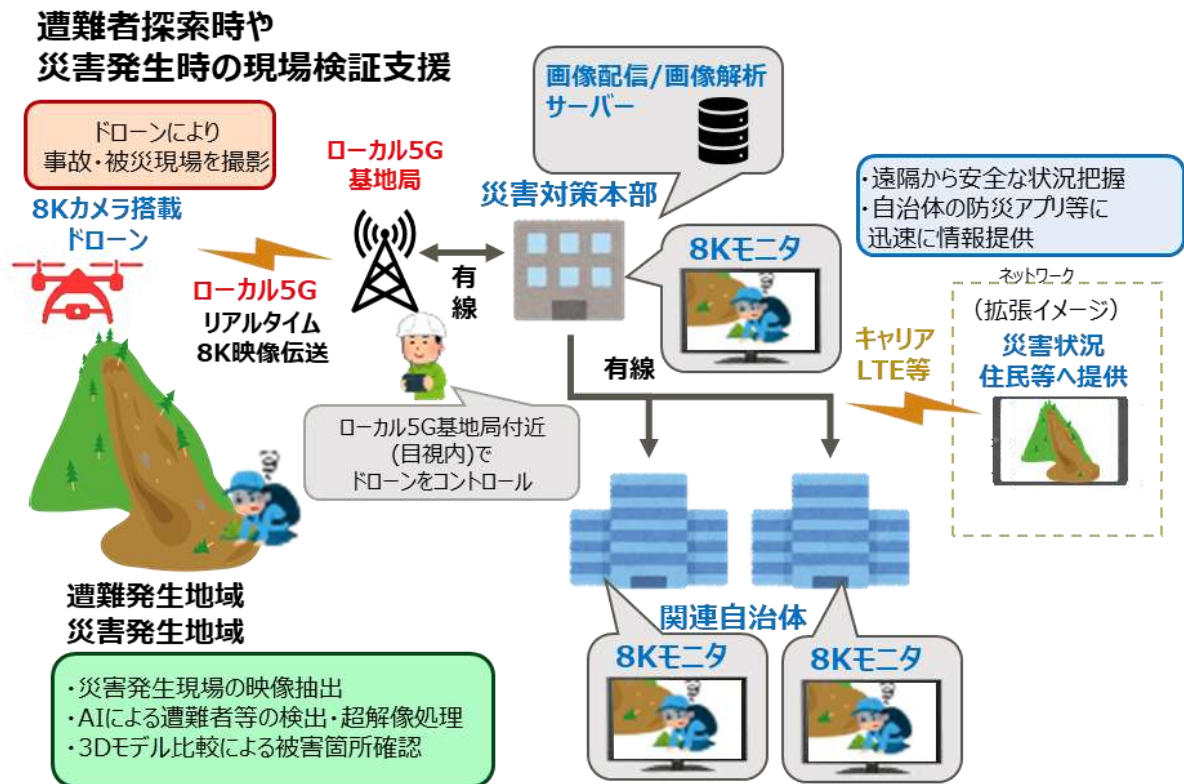 遭難者探索時や
災害発生時の現場検証支援
ドローンにより
事故・被災現場を撮影
8Kカメラ搭載
ドローン
ローカル5G
リアルタイム
8K映像伝送
ローカル5G
基地局
有
線
ローカル5G基地局付近
(目視内)で
ドローンをコントロール
画像配信/画像解析
サーバー
災害対策本部
8Kモニタ
有線
・遠隔から安全な状況把握
・自治体の防災アプリ等に
迅速に情報提供
ネットワーク
キャリア
LTE等
（拡張イメージ）
災害状況
住民等へ提供
遭難発生地域
災害発生地域
関連自治体
8Kモニタ
8Kモニタ
・災害発生現場の映像抽出
・AIによる遭難者等の検出・超解像処理
・3Dモデル比較による被害箇所確認